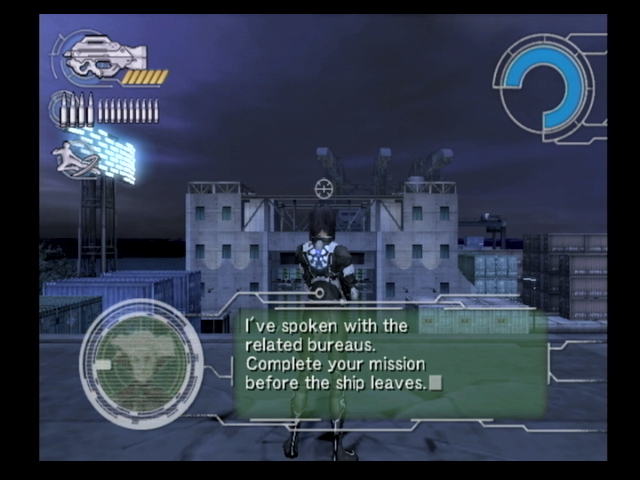 I've spoken with the
related bureaus.
Complete your mission
before the ship leaves.